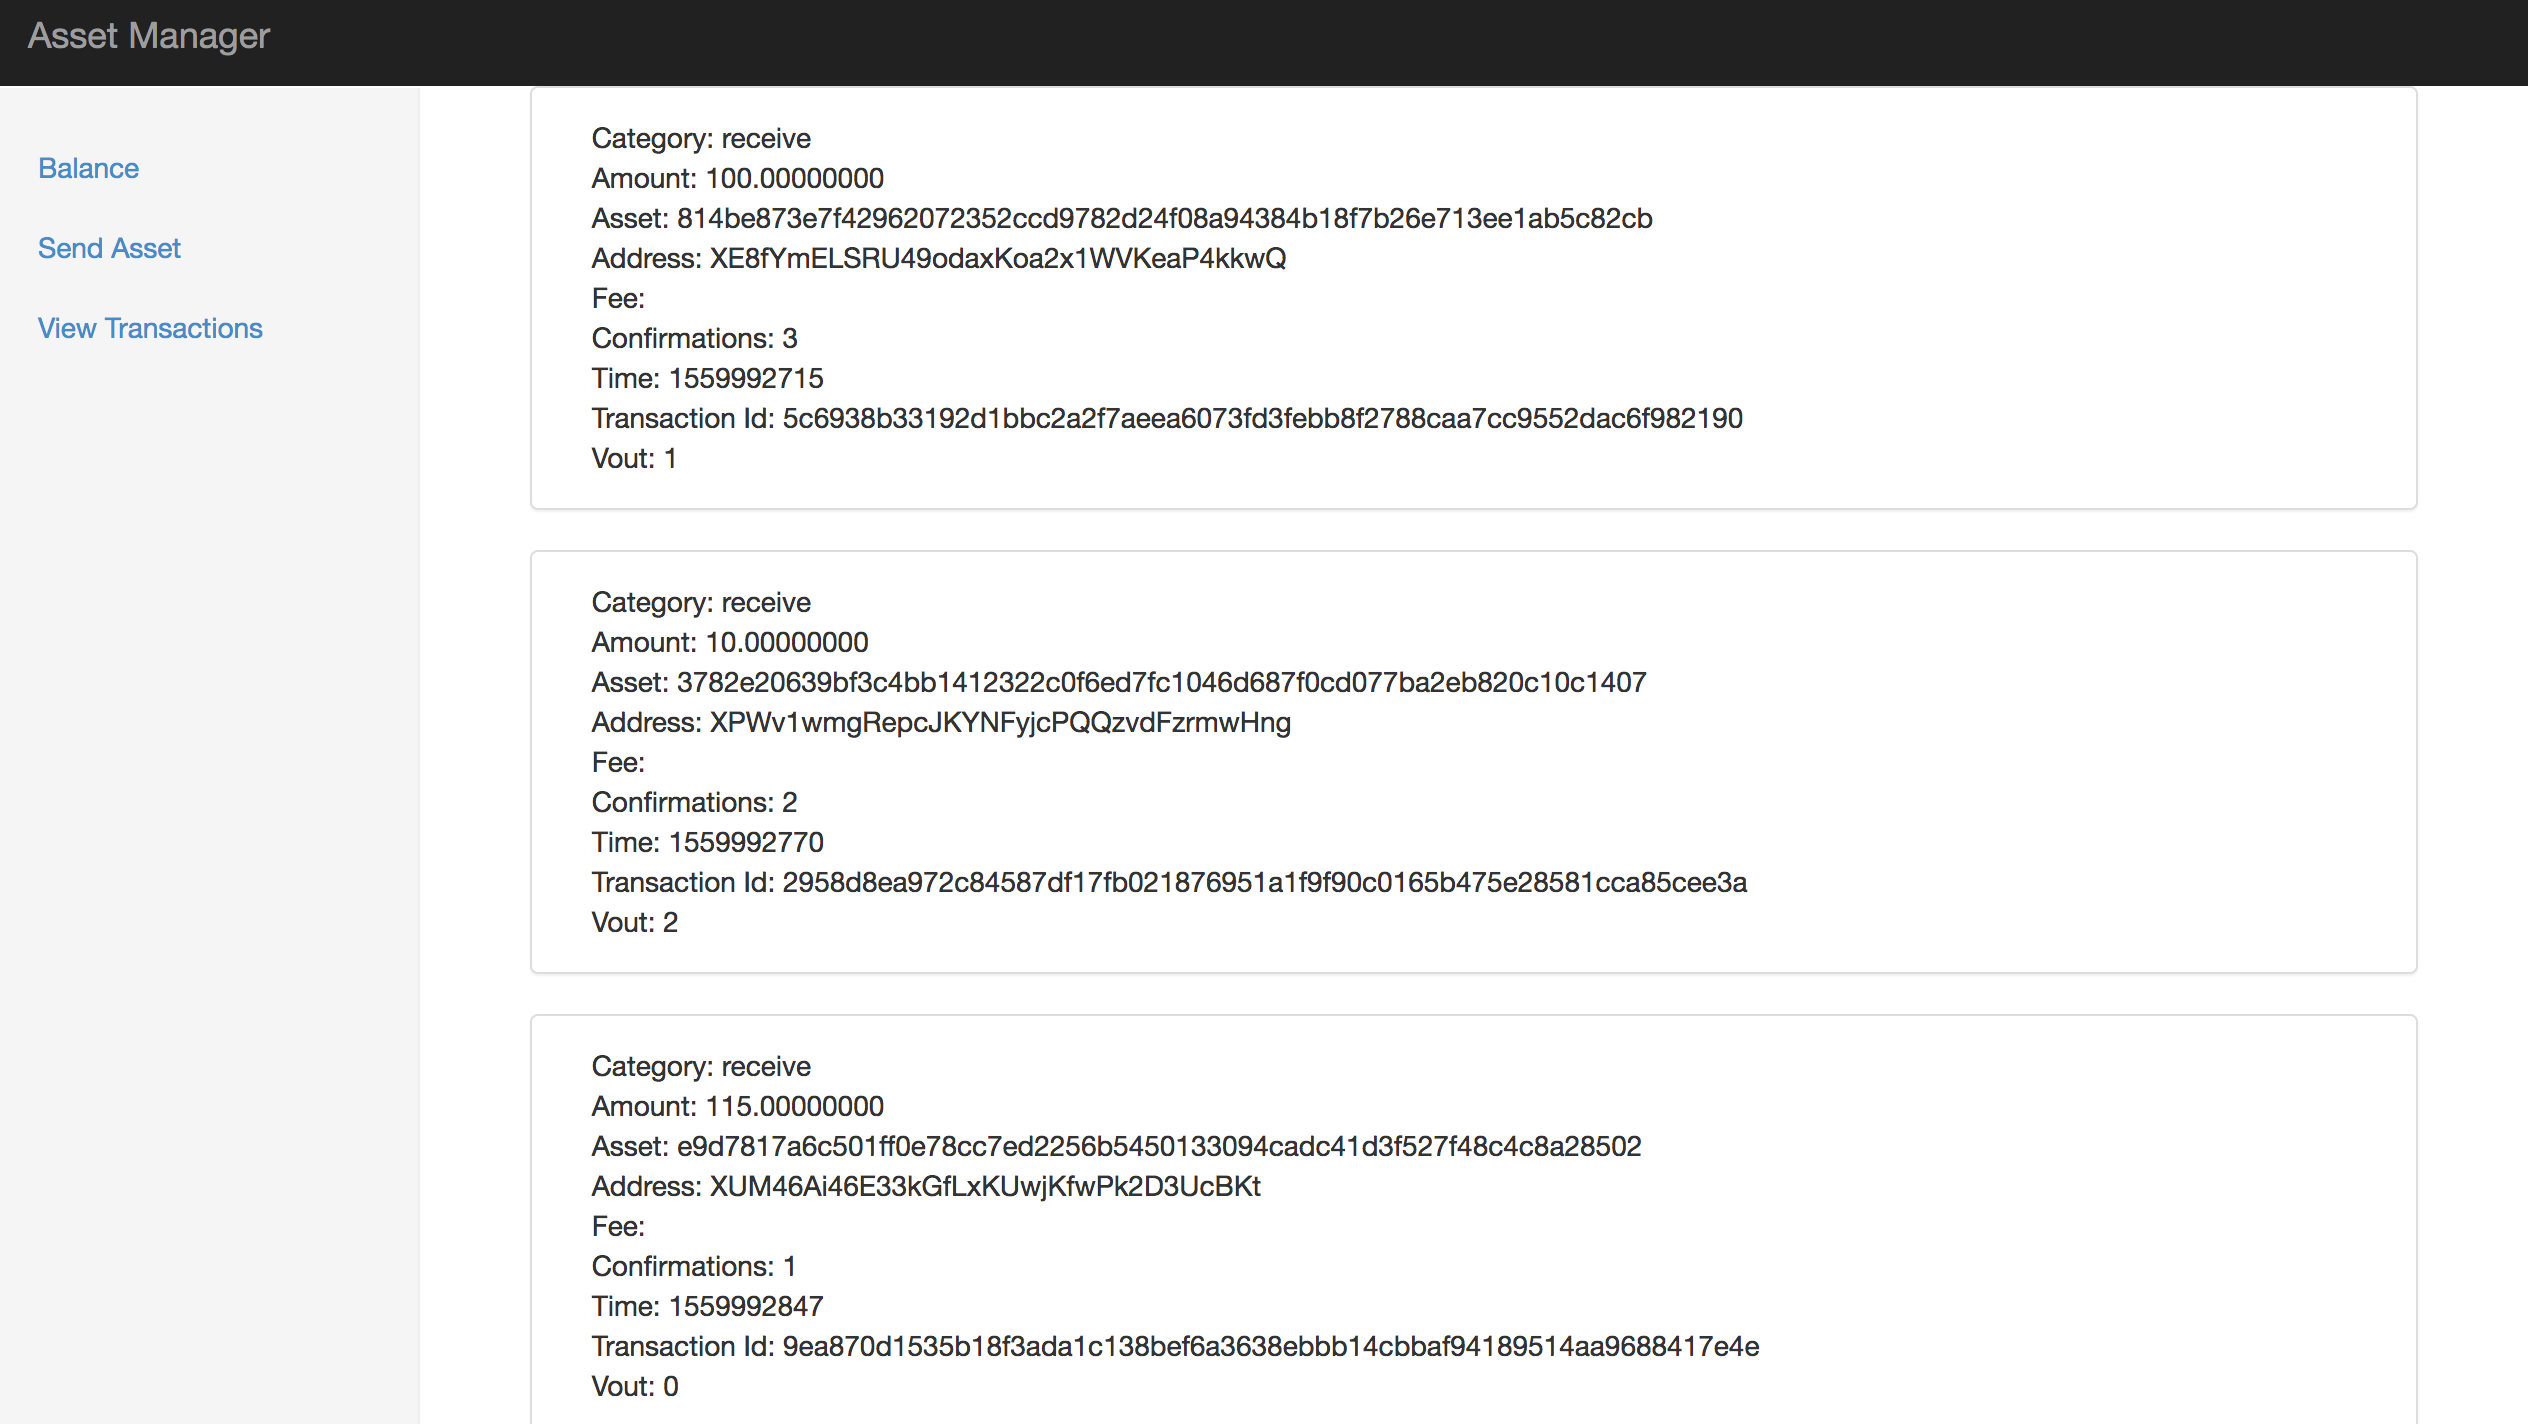 Asset Manager
Balance
Send Asset
View Transactions
Category: receive
Amount: 100.00000000
Asset: 814be873e7f42962072352ccd9782d24f08a94384b18f7b26e713ee1ab5c82cb
Address: XE8fYmELSRU49odaxKoa2x1WVKeaP4kkwQ
Fee:
Confirmations: 3
Time: 1559992715
Transaction Id: 5c6938b33192d1bbc2a2f7aeea6073fd3febb8f2788caa7cc9552dac6f982190
Vout: 1
Category: receive
Amount: 10.00000000
Asset: 3782e20639bf3c4bb1412322c0f6ed7fc1046d687f0cd077ba2eb820c10c1407
Address: XPWv1wmgRepcJKYNFyjcPQQzvdFzrmwHng
Fee:
Confirmations: 2
Time: 1559992770
Transaction Id: 2958d8ea972c84587df17fb021876951a1f9f90c0165b475e28581cca85cee3a
Vout: 2
Category: receive
Amount: 115.00000000
Asset: e9d7817a6c501ff0e78cc7ed2256b5450133094cadc41d3f527f48c4c8a28502
Address: XUM46Ai46E33kGfLxKUwjKfwPk2D3UcBKt
Fee:
Confirmations: 1
Time: 1559992847
Transaction Id: 9ea870d1535b18f3ada1c138bef6a3638ebbb14cbbaf94189514aa9688417e4e
Vout: 0